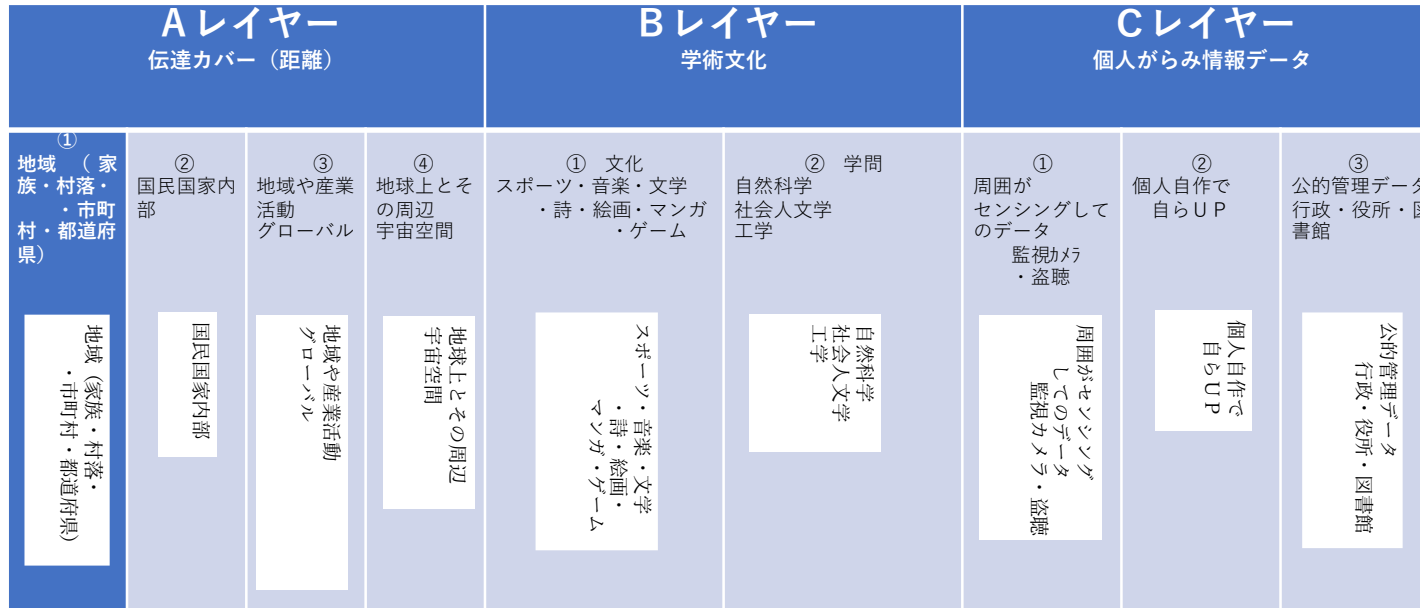 Aレイヤー
伝達カバー（距離）
Bレイヤー
学術文化
Cレイヤー
個人がらみ情報データ
①
地域　（家
族・村落・
・市町
村・都道府
県）
②
国民国家内
部
③
地域や産業
活動
グローバル
④
地球上とそ
の周辺
宇宙空間
①　文化
スポーツ・音楽・文学
・詩・絵画・マンガ
・ゲーム
②　学問
自然科学
社会人文学
工学
①
周囲が
センシングして
のデータ
監視ｶﾒﾗ
・盗聴
②
個人自作で
自らＵＰ
③
公的管理データ
行政・役所・図
書館
地域（家族・村落・
・市町村・都道府県）
国民国家内部
地域や産業活動
グローバル
地球上とその周辺
宇宙空間
スポーツ・音楽・文学
・詩・絵画・
マンガ・ゲーム
自然科学
社会人文学
工学
周囲がセンシング
してのデータ
監視カメラ・盗聴
個人自作で
自らUP
公的管理データ
行政・役所・図書館